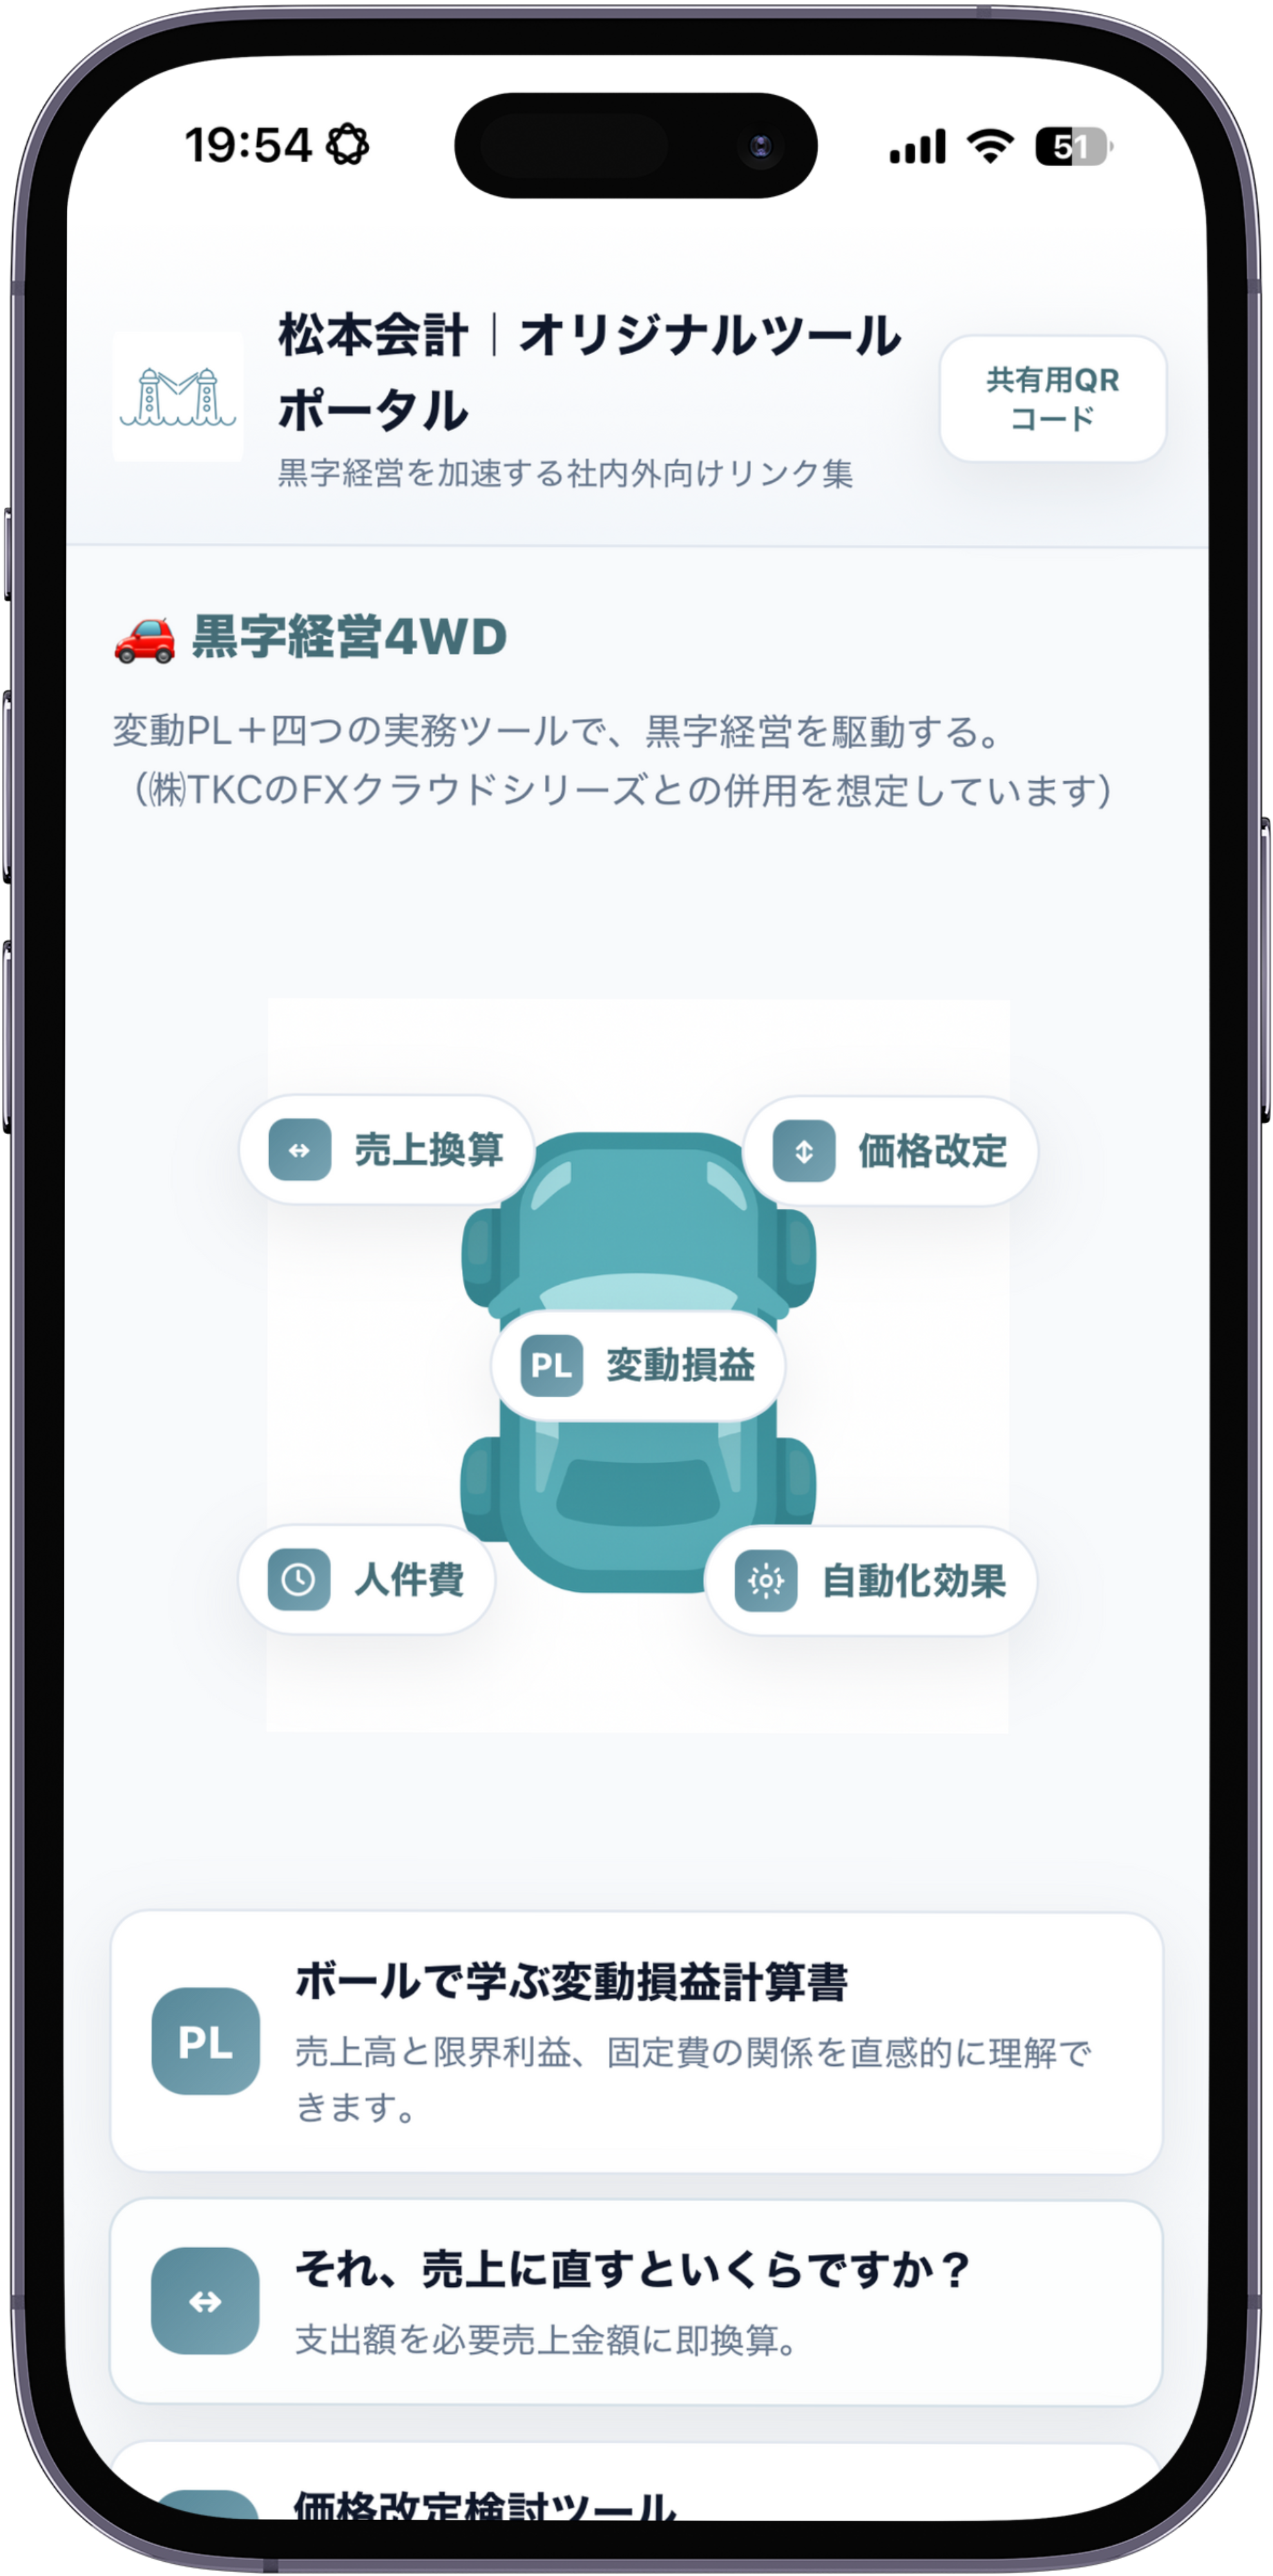 19:54
51
松本会計｜オリジナルツール
ポータル
黒字経営を加速する社内外向けリンク集
共有用QR
コード
黒字経営4WD
変動PL＋四つの実務ツールで、黒字経営を駆動する。
（㈱TKCのFXクラウドシリーズとの併用を想定しています）
売上換算
価格改定
PL 変動損益
人件費
自動化効果
PL
ボールで学ぶ変動損益計算書
売上高と限界利益、固定費の関係を直感的に理解で
きます。
それ、売上に直すといくらですか？
支出額を必要売上金額に即換算。
価格改定検討ツール